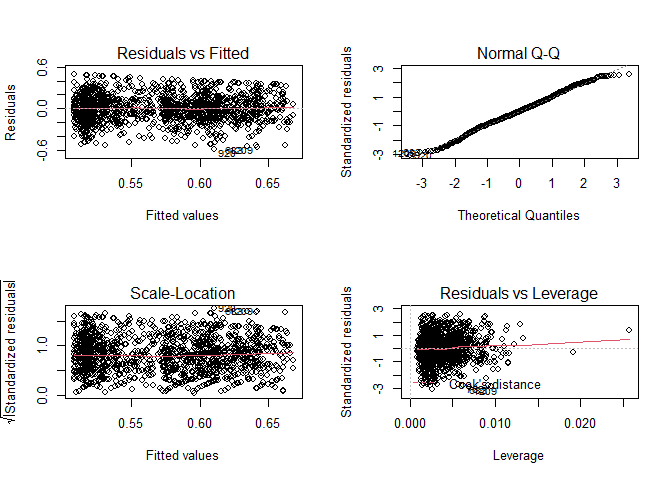 Residuals vs Fitted
Residuals
0.6
0.0
-0.6
0.55
0.60
0.65
Fitted values
Normal Q-Q
Standardized residuals
3
1
-1
-3
-3
-2
-1
0
1
2
3
Theoretical Quantiles
Scale-Location
√|Standardized residuals|
1.0
0.0
0.55
0.60
0.65
Fitted values
Residuals vs Leverage
Standardized residuals
3
1
-1
-3
Cook's distance
0.000
0.010
0.020
Leverage